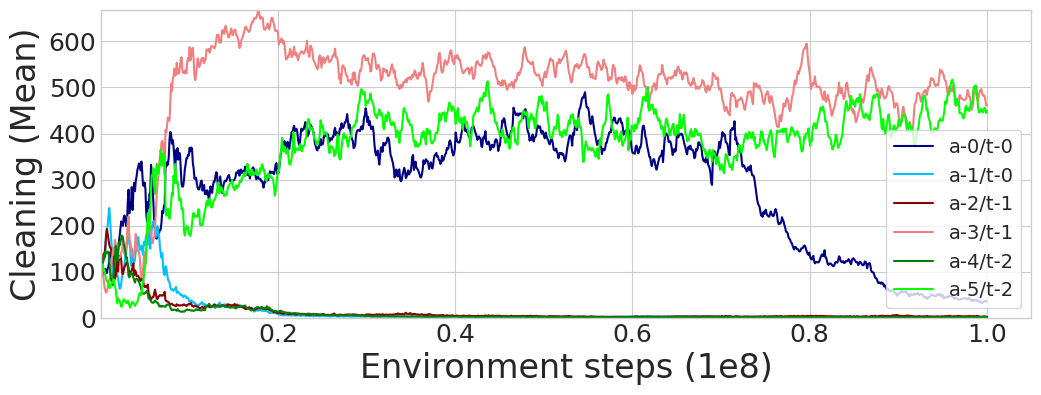 Cleaning (Mean)
600
500
400
300
200
100
0
0.2
0.4
0.6
0.8
1.0
Environment steps (1e8)
a-0/t-0
a-1/t-0
a-2/t-1
a-3/t-1
a-4/t-2
a-5/t-2